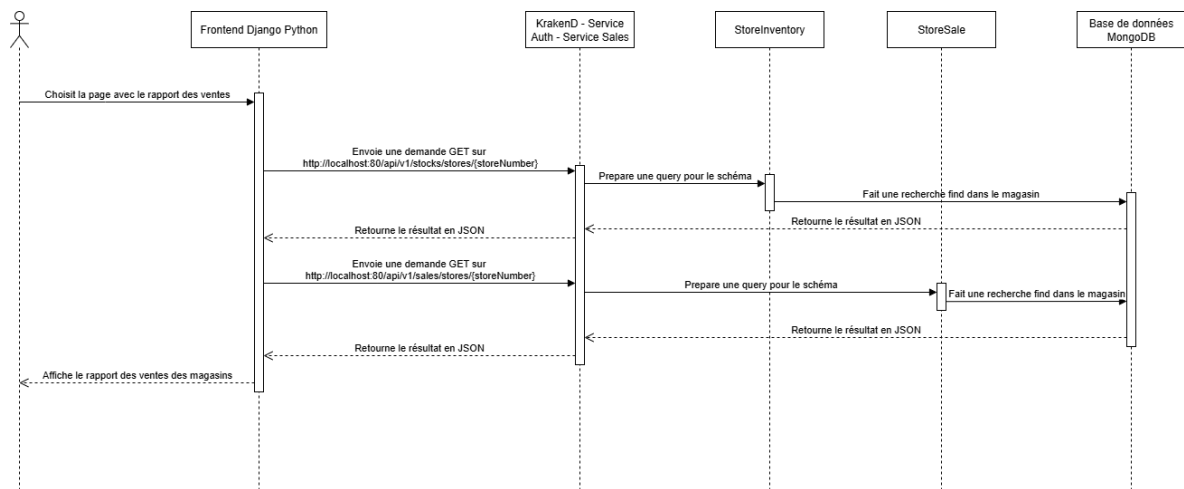 Frontend Django Python
KrakenD - Service
Auth - Service Sales
StoreInventory
StoreSale
Base de données
MongoDB
Choisit la page avec le rapport des ventes
Envoie une demande GET sur
http://localhost:80/api/v1/stocks/stores/{storeNumber}
Prepare une query pour le schéma
Fait une recherche find dans le magasin
Retourne le résultat en JSON
Retourne le résultat en JSON
Envoie une demande GET sur
http://localhost:80/api/v1/sales/stores/{storeNumber}
Prepare une query pour le schéma
Fait une recherche find dans le magasin
Retourne le résultat en JSON
Retourne le résultat en JSON
Affiche le rapport des ventes des magasins